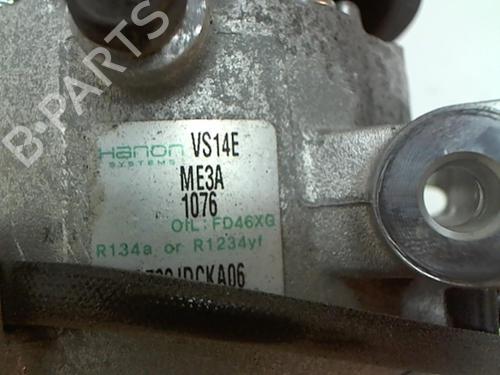 Hanon VS14E
SYSTEMS
ME3A
1076
OIL: FD46XG
R134a or R1234yf
B-PARTS